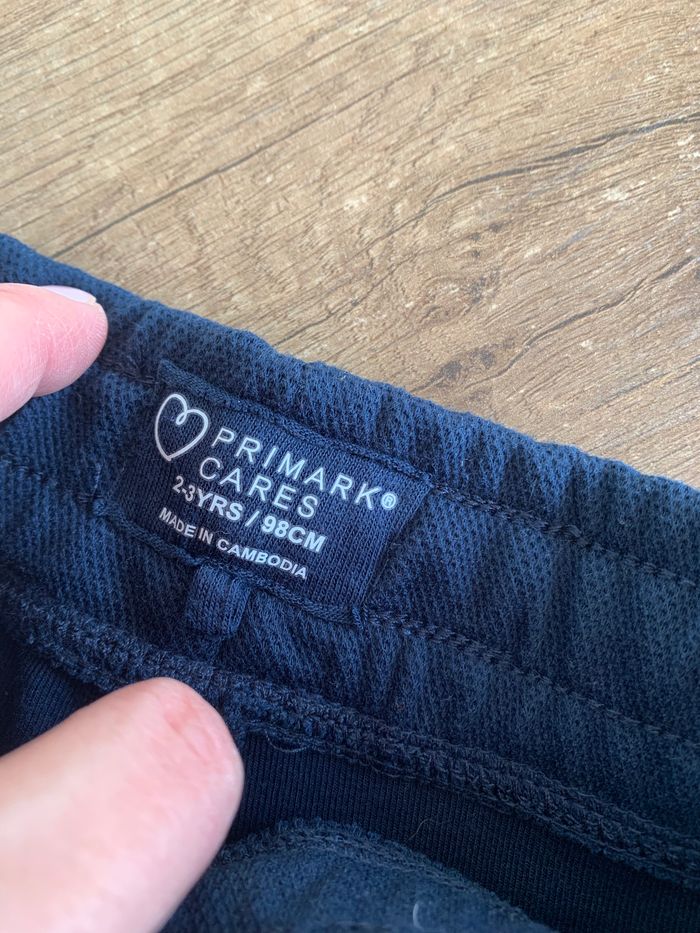 PRIMARK®
CARES
2-3YRS / 98CM
MADE IN CAMBODIA